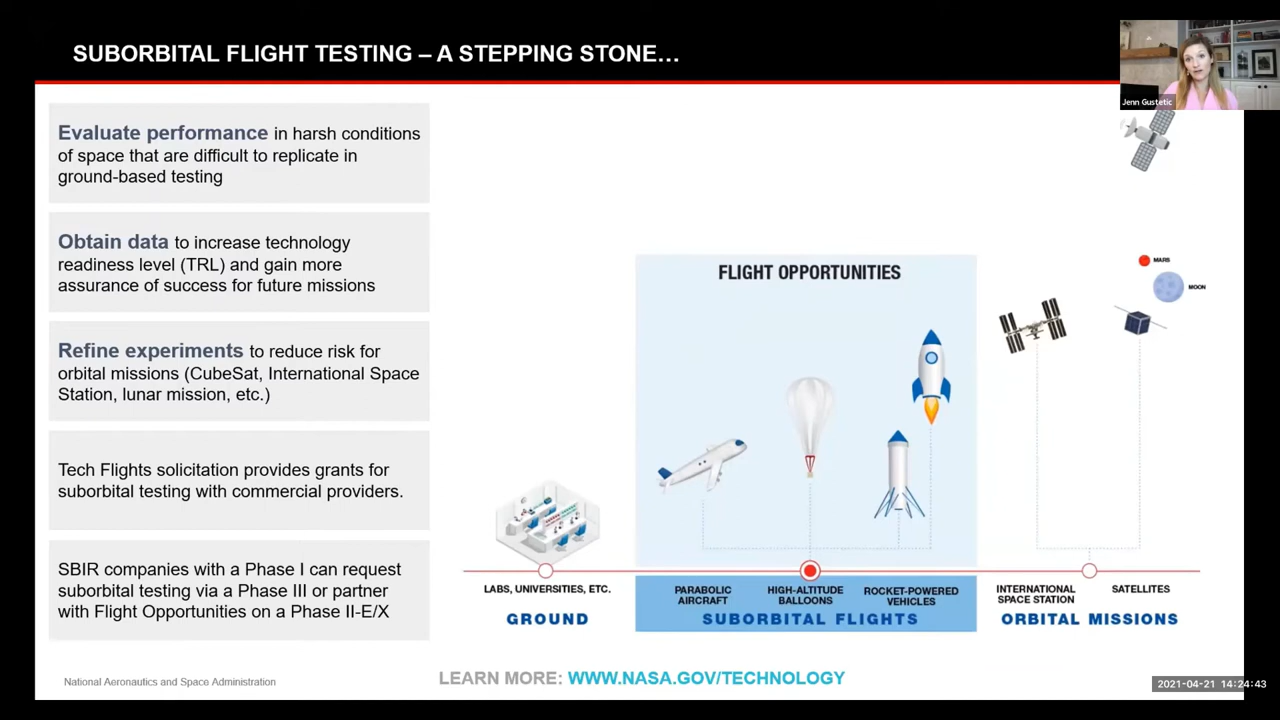 SUBORBITAL FLIGHT TESTING – A STEPPING STONE…
Jenn Gustetic
Evaluate performance in harsh conditions
of space that are difficult to replicate in
ground-based testing
Obtain data to increase technology
readiness level (TRL) and gain more
assurance of success for future missions
Refine experiments to reduce risk for
orbital missions (CubeSat, International Space
Station, lunar mission, etc.)
Tech Flights solicitation provides grants for
suborbital testing with commercial providers.
SBIR companies with a Phase I can request
suborbital testing via a Phase III or partner
with Flight Opportunities on a Phase II-E/X
FLIGHT OPPORTUNITIES
MARS
MOON
LABS, UNIVERSITIES, ETC.
GROUND
PARABOLIC
AIRCRAFT
HIGH-ALTITUDE
BALLOONS
ROCKET-POWERED
VEHICLES
SUBORBITAL FLIGHTS
INTERNATIONAL
SPACE STATION
SATELLITES
ORBITAL MISSIONS
National Aeronautics and Space Administration
LEARN MORE: WWW.NASA.GOV/TECHNOLOGY
2021-04-21 14:24:43